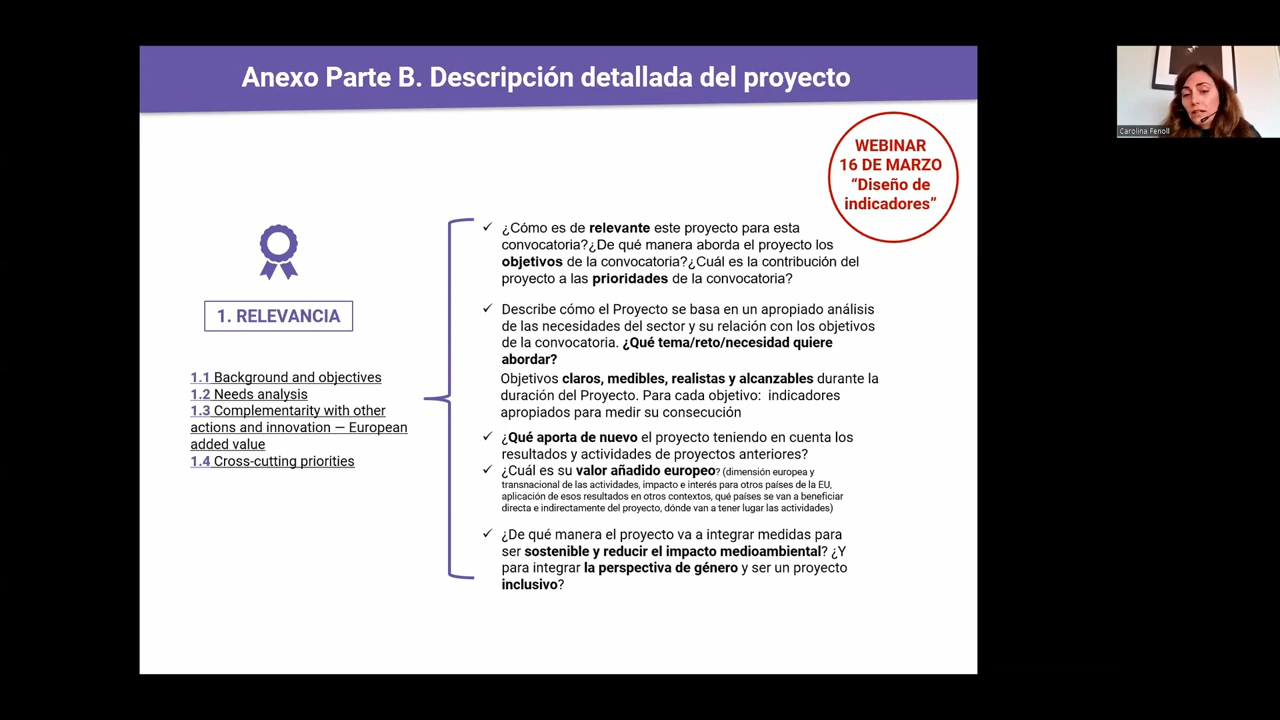 Anexo Parte B. Descripción detallada del proyecto
Carolina Fenoll
WEBINAR
16 DE MARZO
“Diseño de
indicadores”
1. RELEVANCIA
1.1 Background and objectives
1.2 Needs analysis
1.3 Complementarity with other
actions and innovation — European
added value
1.4 Cross-cutting priorities
✓ ¿Cómo es de relevante este proyecto para esta
convocatoria?¿De qué manera aborda el proyecto los
objetivos de la convocatoria?¿Cuál es la contribución del
proyecto a las prioridades de la convocatoria?
✓ Describe cómo el Proyecto se basa en un apropiado análisis
de las necesidades del sector y su relación con los objetivos
de la convocatoria. ¿Qué tema/reto/necesidad quiere
abordar?
Objetivos claros, medibles, realistas y alcanzables durante la
duración del Proyecto. Para cada objetivo: indicadores
apropiados para medir su consecución
✓ ¿Qué aporta de nuevo el proyecto teniendo en cuenta los
resultados y actividades de proyectos anteriores?
✓ ¿Cuál es su valor añadido europeo? (dimensión europea y
transnacional de las actividades, impacto e interés para otros países de la EU,
aplicación de esos resultados en otros contextos, qué países se van a beneficiar
directa e indirectamente del proyecto, dónde van a tener lugar las actividades)
✓ ¿De qué manera el proyecto va a integrar medidas para
ser sostenible y reducir el impacto medioambiental? ¿Y
para integrar la perspectiva de género y ser un proyecto
inclusivo?